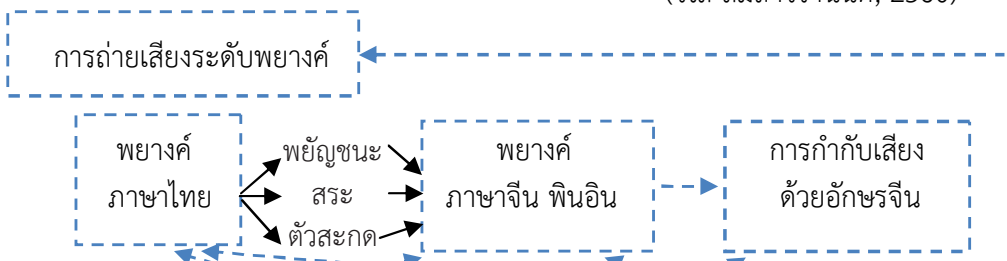 การถ่ายเสียงระดับพยางค์
พยางค์
ภาษาไทย
พยัญชนะ
สระ
ตัวสะกด
พยางค์
ภาษาจีน พินอิน
การกำกับเสียง
ด้วยอักษรจีน